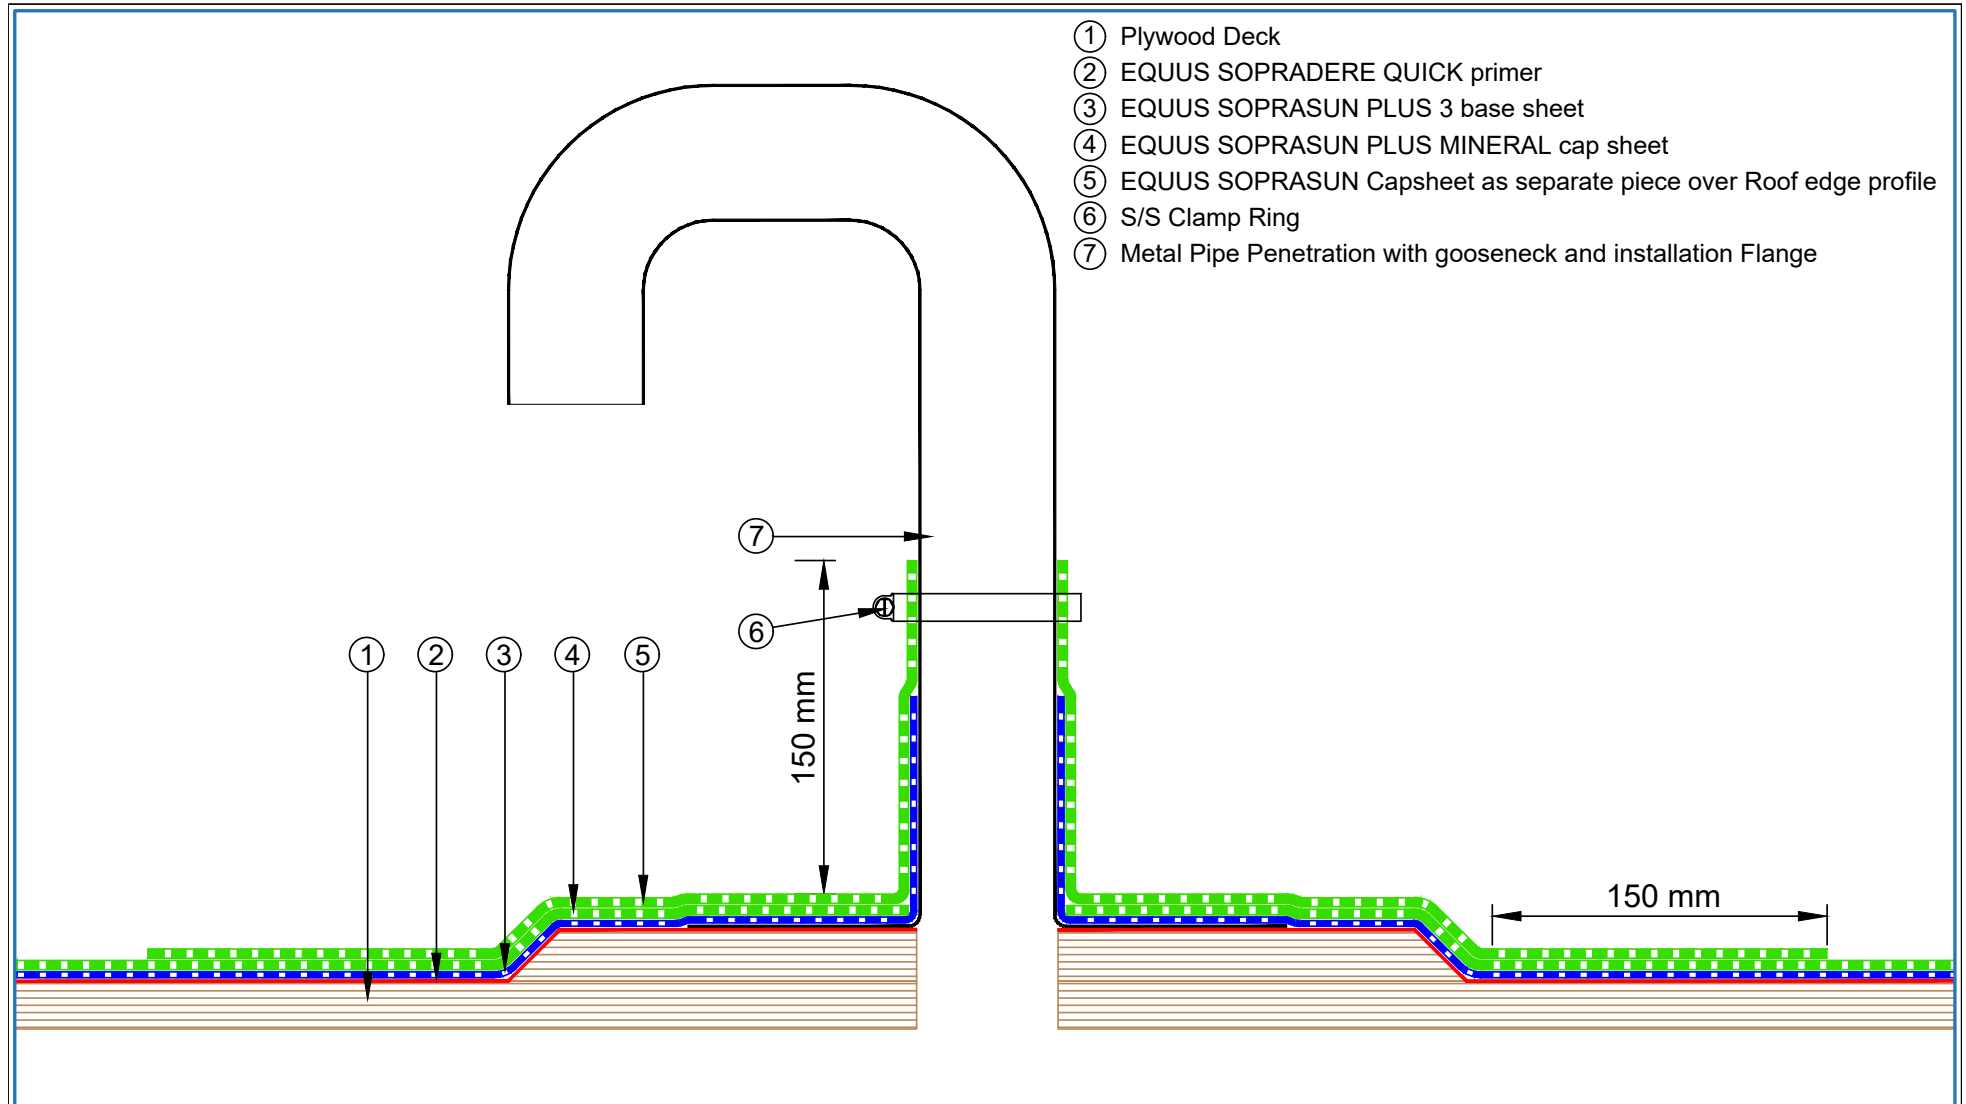 ① Plywood Deck
② EQUUS SOPRADERE QUICK primer
③ EQUUS SOPRASUN PLUS 3 base sheet
④ EQUUS SOPRASUN PLUS MINERAL cap sheet
⑤ EQUUS SOPRASUN Capsheet as separate piece over Roof edge profile
⑥ S/S Clamp Ring
⑦ Metal Pipe Penetration with gooseneck and installation Flange
⑦
⑥
① ② ③ ④ ⑤
150 mm
150 mm